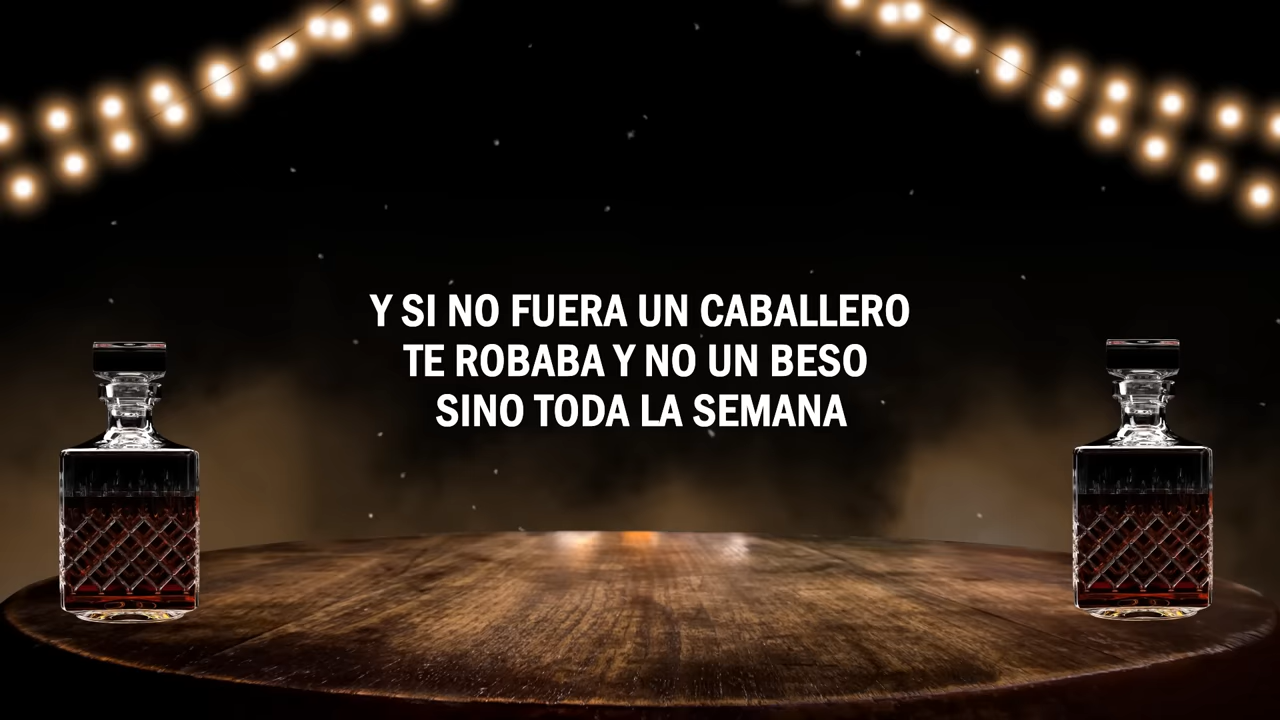 Y SI NO FUERA UN CABALLERO
TE ROBABA Y NO UN BESO
SINO TODA LA SEMANA